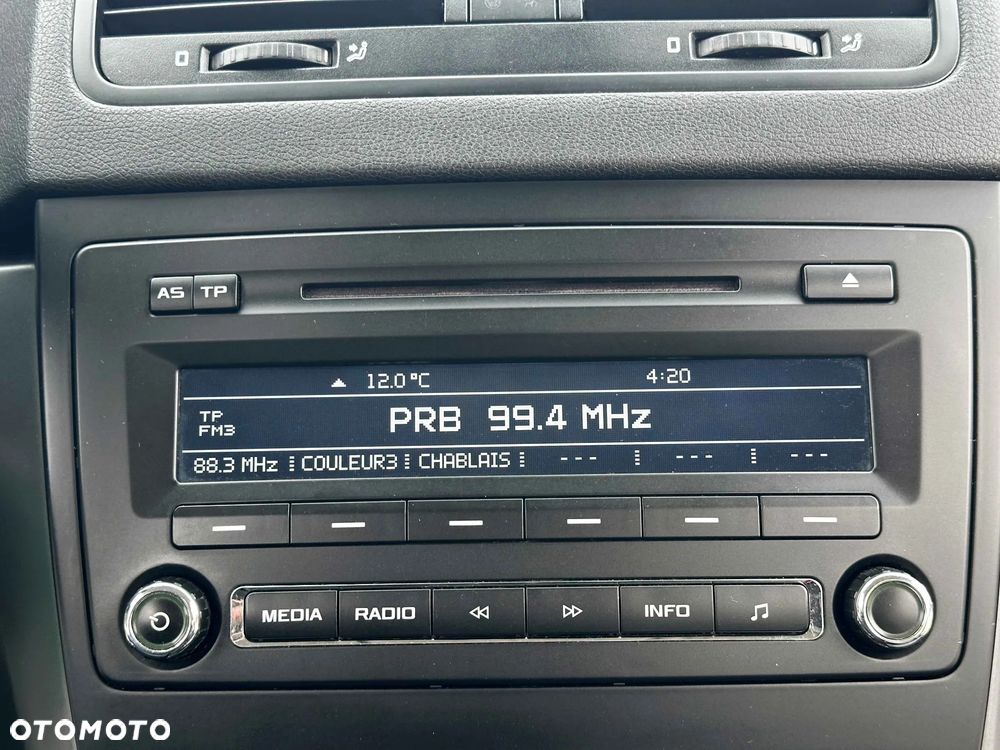 AS TP
12.0°C 4:20
TP
FM3
PRB 99.4 MHz
88.3 MHz COULEUR3 CHABLAIS --- --- ---
MEDIA RADIO INFO
OTOMOTO